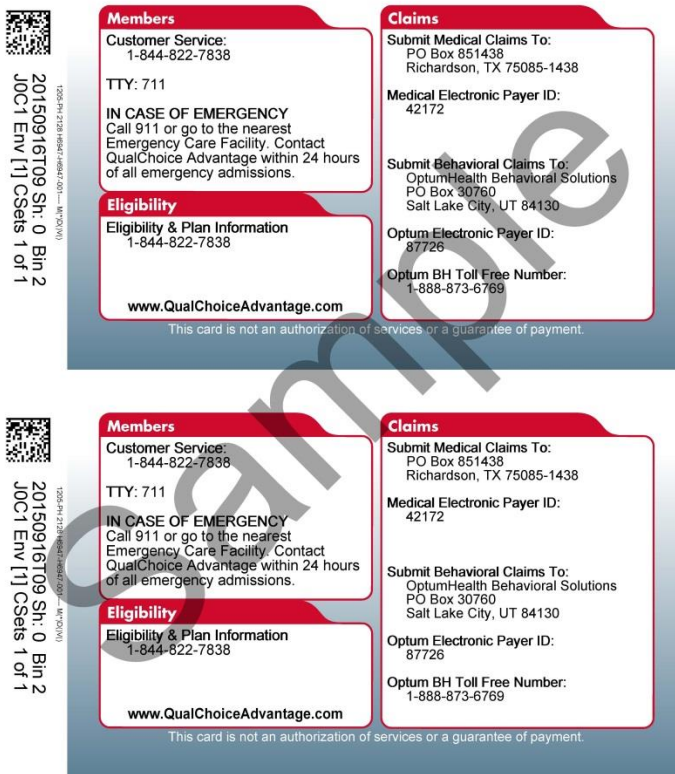 Members
Customer Service:
1-844-822-7838
TTY: 711
IN CASE OF EMERGENCY
Call 911 or go to the nearest
Emergency Care Facility. Contact
QualChoice Advantage within 24 hours
of all emergency admissions.
Eligibility
Eligibility & Plan Information
1-844-822-7838
www.QualChoiceAdvantage.com
Claims
Submit Medical Claims To:
PO Box 851438
Richardson, TX 75085-1438
Medical Electronic Payer ID:
42172
Submit Behavioral Claims To:
OptumHealth Behavioral Solutions
PO Box 30760
Salt Lake City, UT 84130
Optum Electronic Payer ID:
87726
Optum BH Toll Free Number:
1-888-873-6769
This card is not an authorization of services or a guarantee of payment.
20150916T09 Sh: 0 Bin 2
J0C1 Env [1] CSets 1 of 1
Members
Customer Service:
1-844-822-7838
TTY: 711
IN CASE OF EMERGENCY
Call 911 or go to the nearest
Emergency Care Facility. Contact
QualChoice Advantage within 24 hours
of all emergency admissions.
Eligibility
Eligibility & Plan Information
1-844-822-7838
www.QualChoiceAdvantage.com
Claims
Submit Medical Claims To:
PO Box 851438
Richardson, TX 75085-1438
Medical Electronic Payer ID:
42172
Submit Behavioral Claims To:
OptumHealth Behavioral Solutions
PO Box 30760
Salt Lake City, UT 84130
Optum Electronic Payer ID:
87726
Optum BH Toll Free Number:
1-888-873-6769
This card is not an authorization of services or a guarantee of payment.
20150916T09 Sh: 0 Bin 2
J0C1 Env [1] CSets 1 of 1
Sample